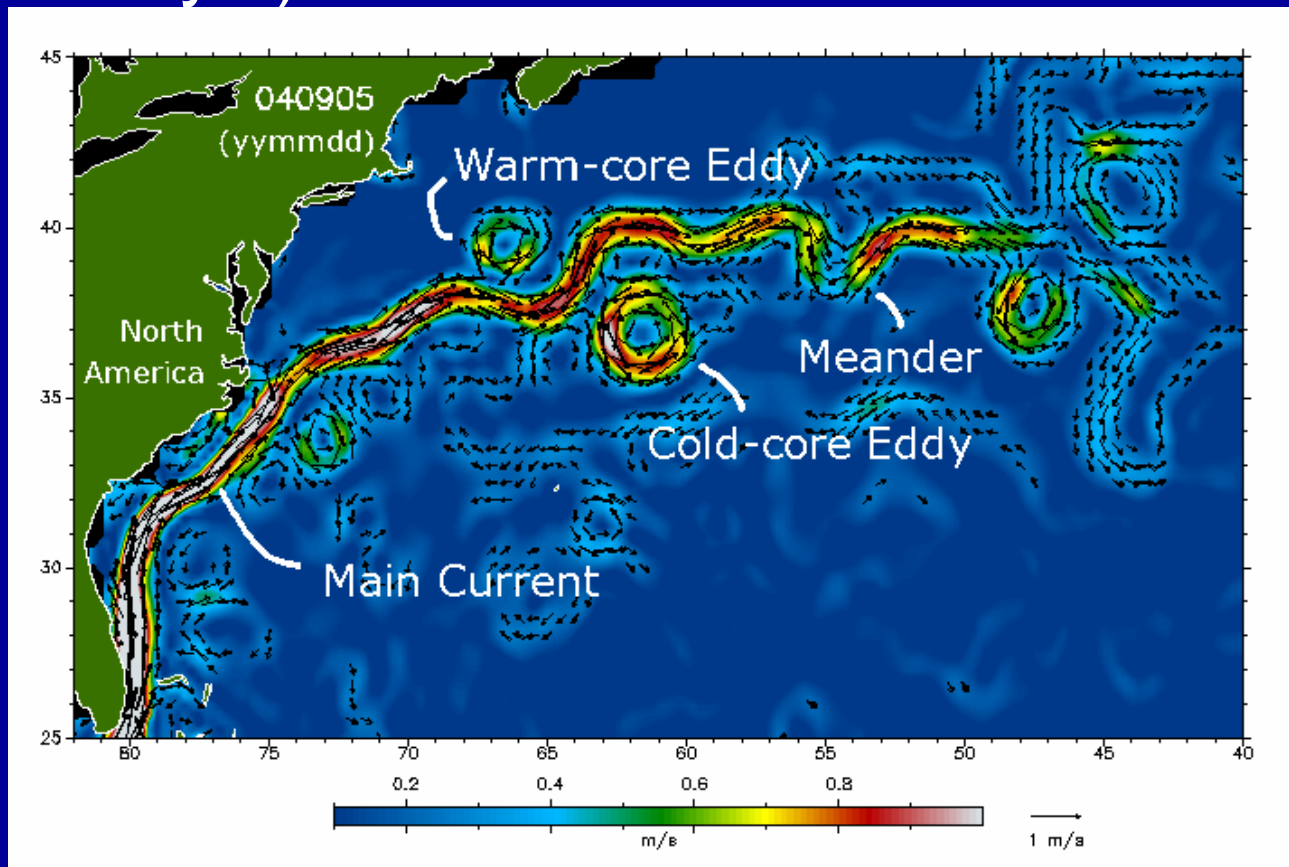 45
040905
(yymmdd)
Warm-core Eddy
40
North
America
Meander
35
Cold-core Eddy
30
Main Current
25
80 75 70 65 60 55 50 45 40
0.2 0.4 0.6 0.8
m/s
1 m/s